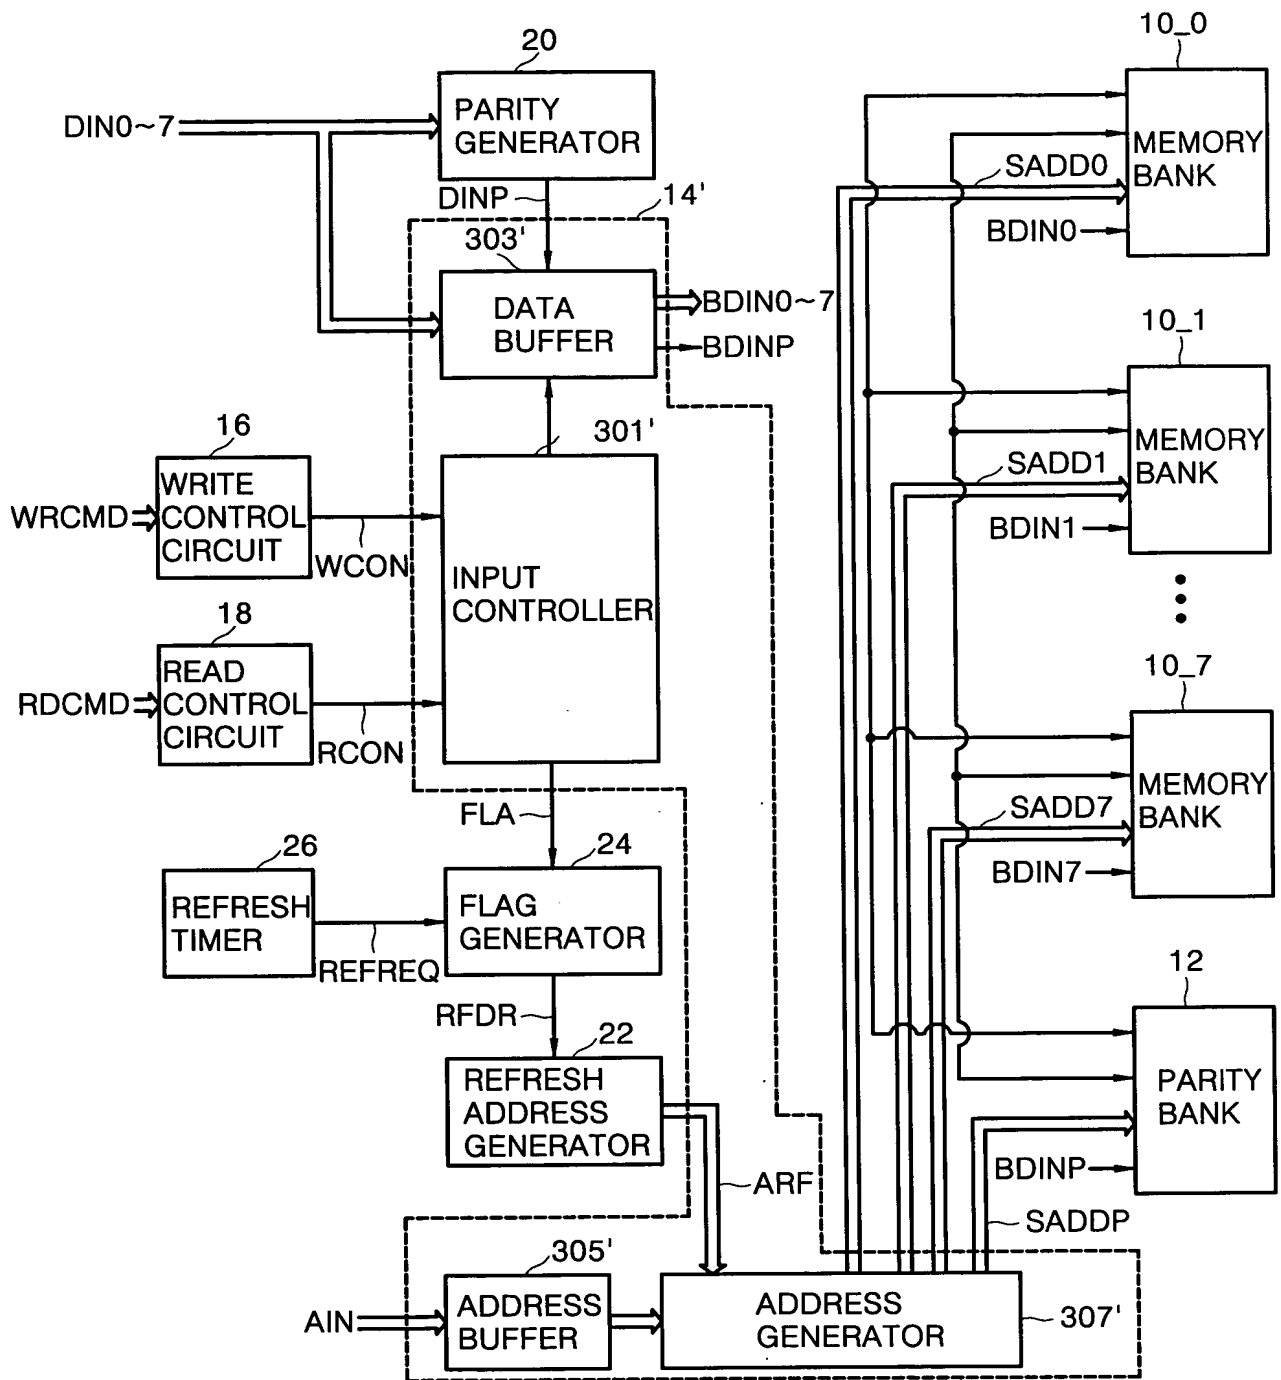 20
10_0
DIN0~7
PARITY
GENERATOR
DINP
14'
303'
DATA
BUFFER
BDIN0~7
BDINP
MEMORY
BANK
SADD0
BDIN0
10_1
MEMORY
BANK
SADD1
BDIN1
16
WRCMD
WRITE
CONTROL
CIRCUIT
WCON
301'
INPUT
CONTROLLER
18
RDCMD
READ
CONTROL
CIRCUIT
RCON
FLA
10_7
MEMORY
BANK
SADD7
BDIN7
26
REFRESH
TIMER
REFREQ
24
FLAG
GENERATOR
RFDR
22
REFRESH
ADDRESS
GENERATOR
ARF
12
PARITY
BANK
BDINP
SADDP
305'
AIN
ADDRESS
BUFFER
ADDRESS
GENERATOR
307'